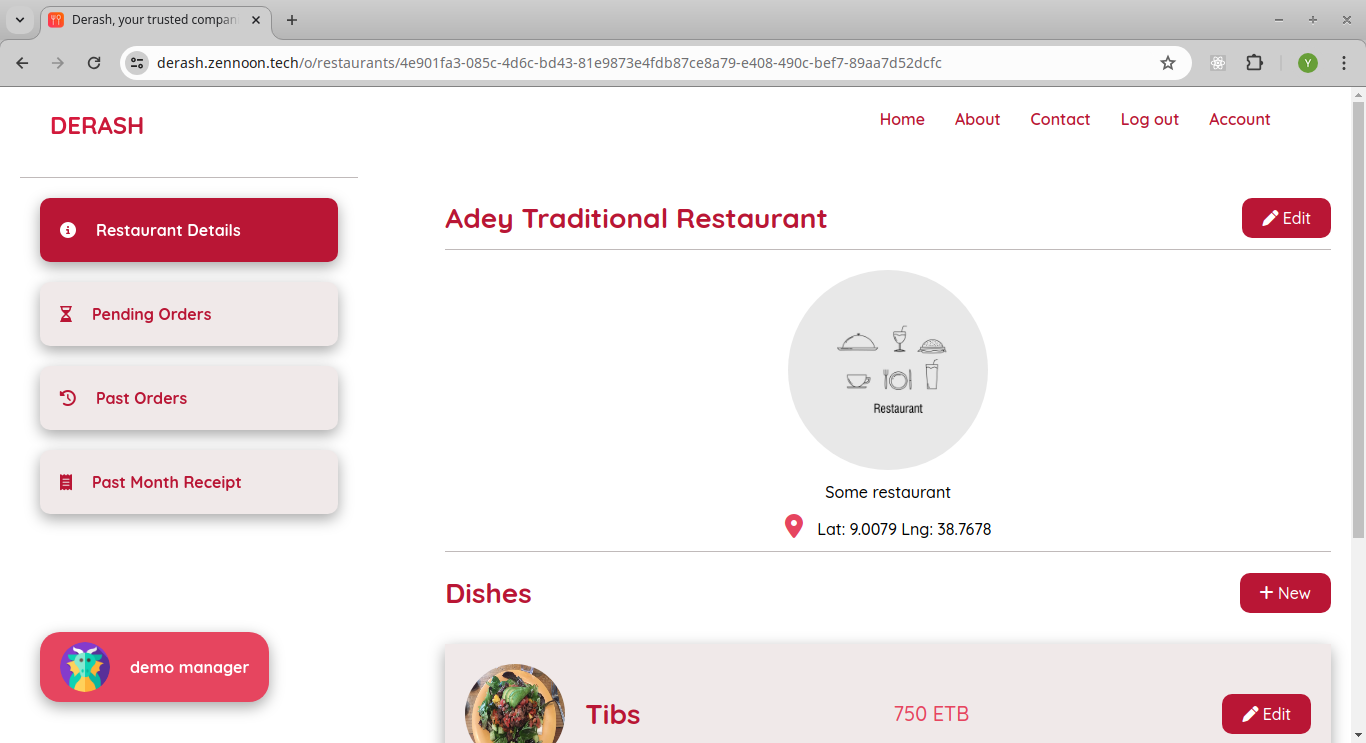 Derash, your trusted compan
derash.zennoon.tech/o/restaurants/4e901fa3-085c-4d6c-bd43-81e9873e4fdb87ce8a79-e408-490c-bef7-89aa7d52dcfc
Y
DERASH
Home About Contact Log out Account
Restaurant Details
Pending Orders
Past Orders
Past Month Receipt
demo manager
Adey Traditional Restaurant
Edit
Restaurant
Some restaurant
Lat: 9.0079 Lng: 38.7678
Dishes
New
Tibs
750 ETB
Edit